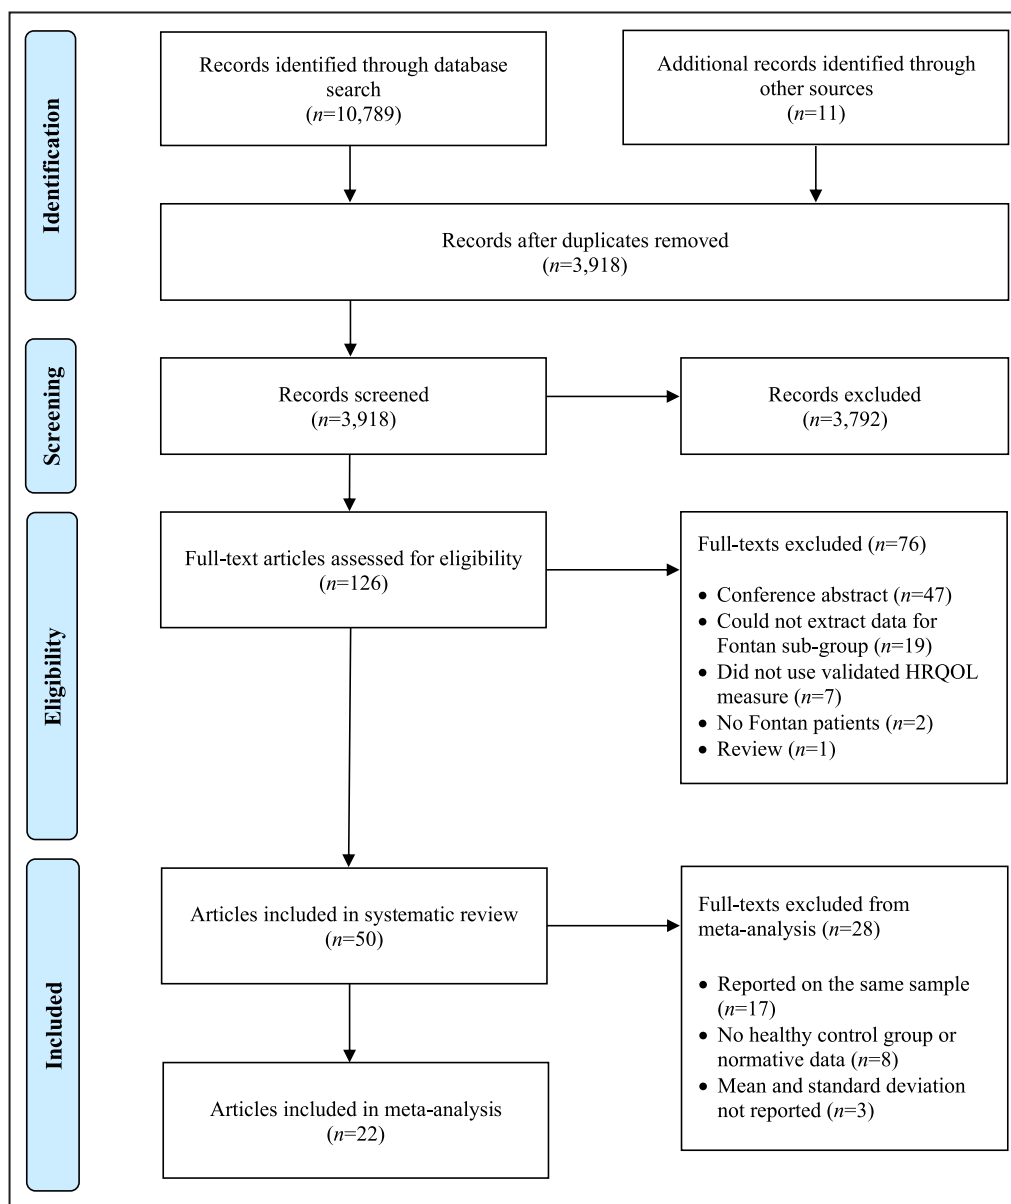 Identification
Records identified through database
search
(n=10,789)
Additional records identified through
other sources
(n=11)
Records after duplicates removed
(n=3,918)
Screening
Records screened
(n=3,918)
Records excluded
(n=3,792)
Eligibility
Full-text articles assessed for eligibility
(n=126)
Full-texts excluded (n=76)
• Conference abstract (n=47)
• Could not extract data for
Fontan sub-group (n=19)
• Did not use validated HRQOL
measure (n=7)
• No Fontan patients (n=2)
• Review (n=1)
Included
Articles included in systematic review
(n=50)
Full-texts excluded from
meta-analysis (n=28)
• Reported on the same sample
(n=17)
• No healthy control group or
normative data (n=8)
• Mean and standard deviation
not reported (n=3)
Articles included in meta-analysis
(n=22)